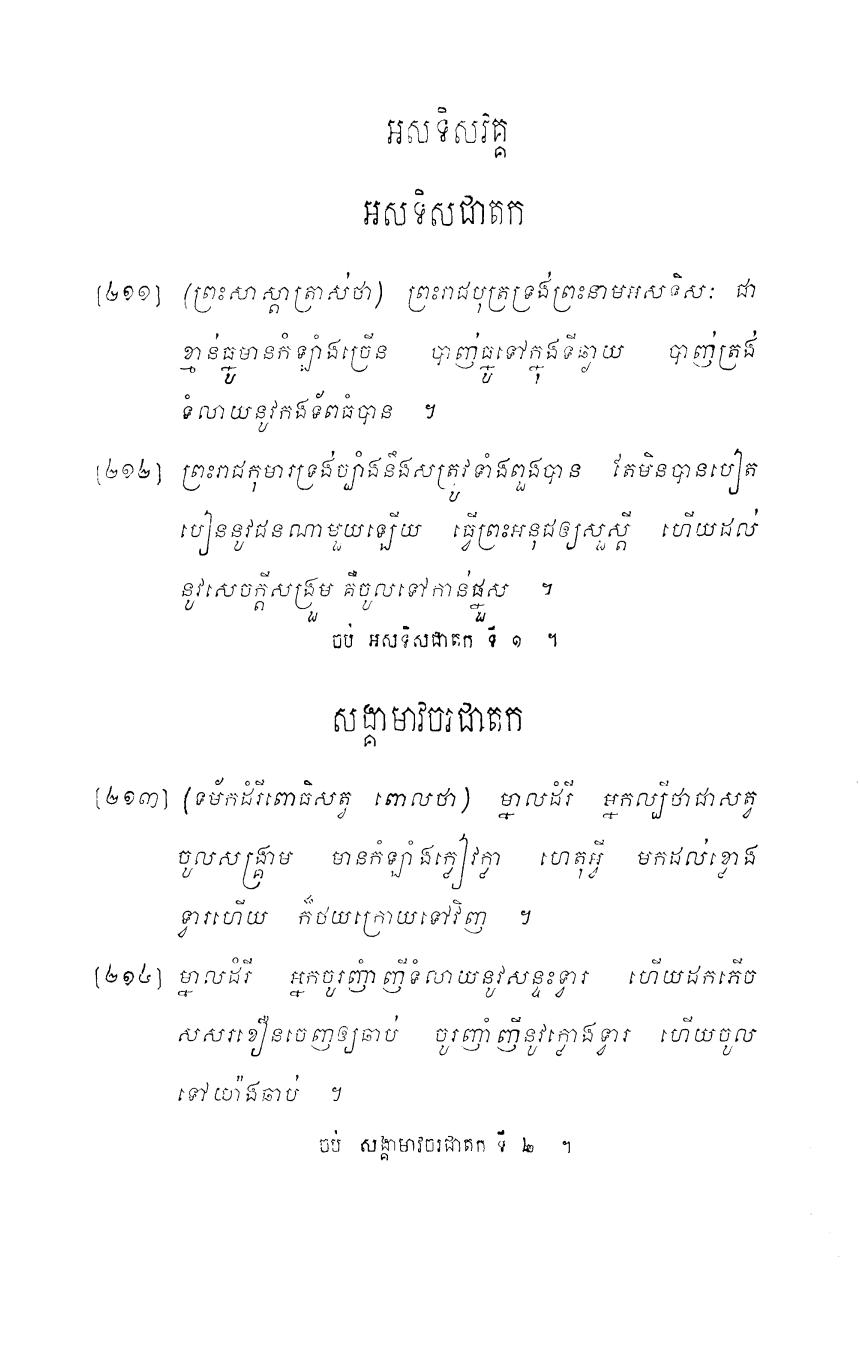 អសទិសវគ្គ
អសទិសជាតក
[២១១] (ព្រះសាស្តាត្រាស់ថា) ព្រះរាជបុត្រទ្រង់ព្រះនាមអសទិសៈ ជា
ខ្មាន់ធ្នូមានកំឡាំងច្រើន បាញ់ធ្នូទៅក្នុងទីឆ្ងាយ បាញ់ត្រង់
ទំលាយនូវកងទ័ពធំបាន ។
[២១២] ព្រះរាជកុមារទ្រង់ច្បាំងនឹងសត្រូវទាំងពួងបាន តែមិនបានបៀត
បៀននូវជនណាមួយឡើយ ធ្វើព្រះអនុជឲ្យសួស្តី ហើយដល់
នូវសេចក្តីសង្រួម គឺចូលទៅកាន់ផ្នួស ។
ចប់ អសទិសជាតក ទី ១ ។
សង្គាមាវចរជាតក
[២១៣] (ទម័កដំរីពោធិសត្វ ពោលថា) ម្នាលដំរី អ្នកល្បីថាជាសត្វ
ចូលសង្គ្រាម មានកំឡាំងក្លៀវក្លា ហេតុអ្វី មកដល់ខ្លោង
ទ្វារហើយ ក៏ថយក្រោយទៅវិញ ។
[២១៤] ម្នាលដំរី អ្នកចូរញាំញីទំលាយនូវសន្ទះទ្វារ ហើយដកភើច
សសរខឿនចេញឲ្យឆាប់ ចូរញាំញីនូវក្លោងទ្វារ ហើយចូល
ទៅយ៉ាងឆាប់ ។
ចប់ សង្គាមាវចរជាតក ទី ២ ។